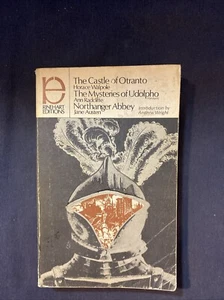 re
RINEHART
EDITIONS
The Castle of Otranto
Horace Walpole
The Mysteries of Udolpho
Ann Radcliffe
Northanger Abbey
Jane Austen
introduction by
Andrew Wright